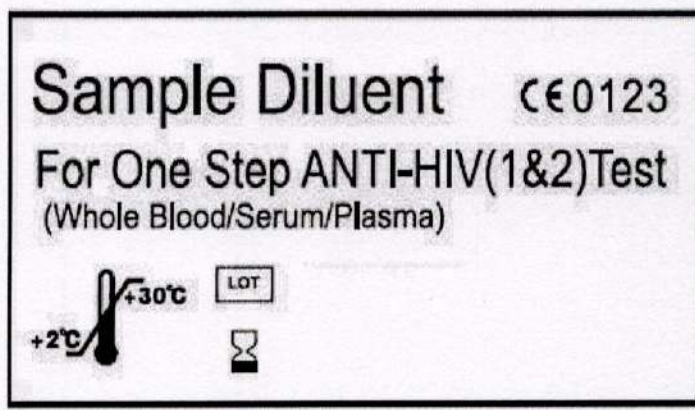 Sample Diluent CE0123
For One Step ANTI-HIV(1&2)Test
(Whole Blood/Serum/Plasma)
+30°C LOT
+2°C